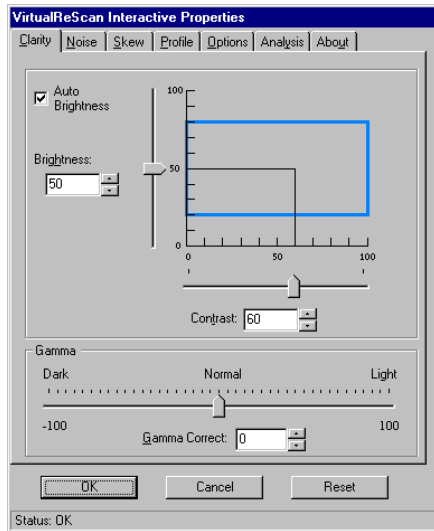 VirtualReScan Interactive Properties
Clarity Noise Skew Profile Options Analysis About
Auto
Brightness
100
Brightness:
50
50
0
0 50 100
Contrast: 60
Gamma
Dark Normal Light
-100 100
Gamma Correct: 0
OK Cancel Reset
Status: OK